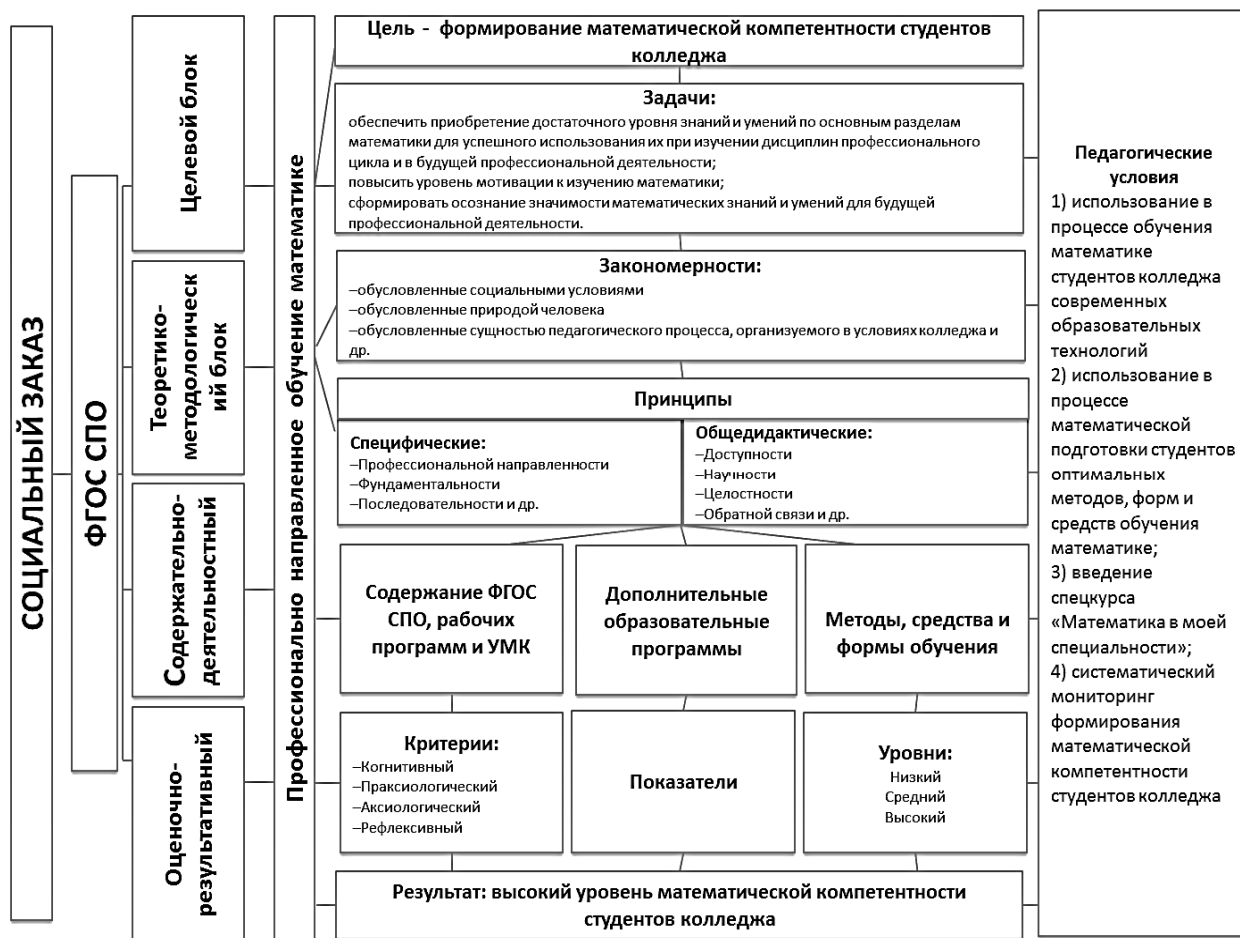 СОЦИАЛЬНЫЙ ЗАКАЗ
ФГОС СПО
Целевой блок
Теоретико-
методологическ
ий блок
Содержательно-
деятельностный
Оценочно-
результативный
Профессионально направленное обучение математике
Цель - формирование математической компетентности студентов
колледжа
Задачи:
обеспечить приобретение достаточного уровня знаний и умений по основным разделам
математики для успешного использования их при изучении дисциплин профессионального
цикла и в будущей профессиональной деятельности;
повысить уровень мотивации к изучению математики;
сформировать осознание значимости математических знаний и умений для будущей
профессиональной деятельности.
Закономерности:
–обусловленные социальными условиями
–обусловленные природой человека
–обусловленные сущностью педагогического процесса, организуемого в условиях колледжа и
др.
Принципы
Специфические:
–Профессиональной направленности
–Фундаментальности
–Последовательности и др.
Общедидактические:
–Доступности
–Научности
–Целостности
–Обратной связи и др.
Содержание ФГОС
СПО, рабочих
программ и УМК
Дополнительные
образовательные
программы
Методы, средства и
формы обучения
Критерии:
–Когнитивный
–Праксиологический
–Аксиологический
–Рефлексивный
Показатели
Уровни:
Низкий
Средний
Высокий
Результат: высокий уровень математической компетентности
студентов колледжа
Педагогические
условия
1) использование в
процессе обучения
математике
студентов колледжа
современных
образовательных
технологий
2) использование в
процессе
математической
подготовки студентов
оптимальных
методов, форм и
средств обучения
математике;
3) введение
спецкурса
«Математика в моей
специальности»;
4) систематический
мониторинг
формирования
математической
компетентности
студентов колледжа